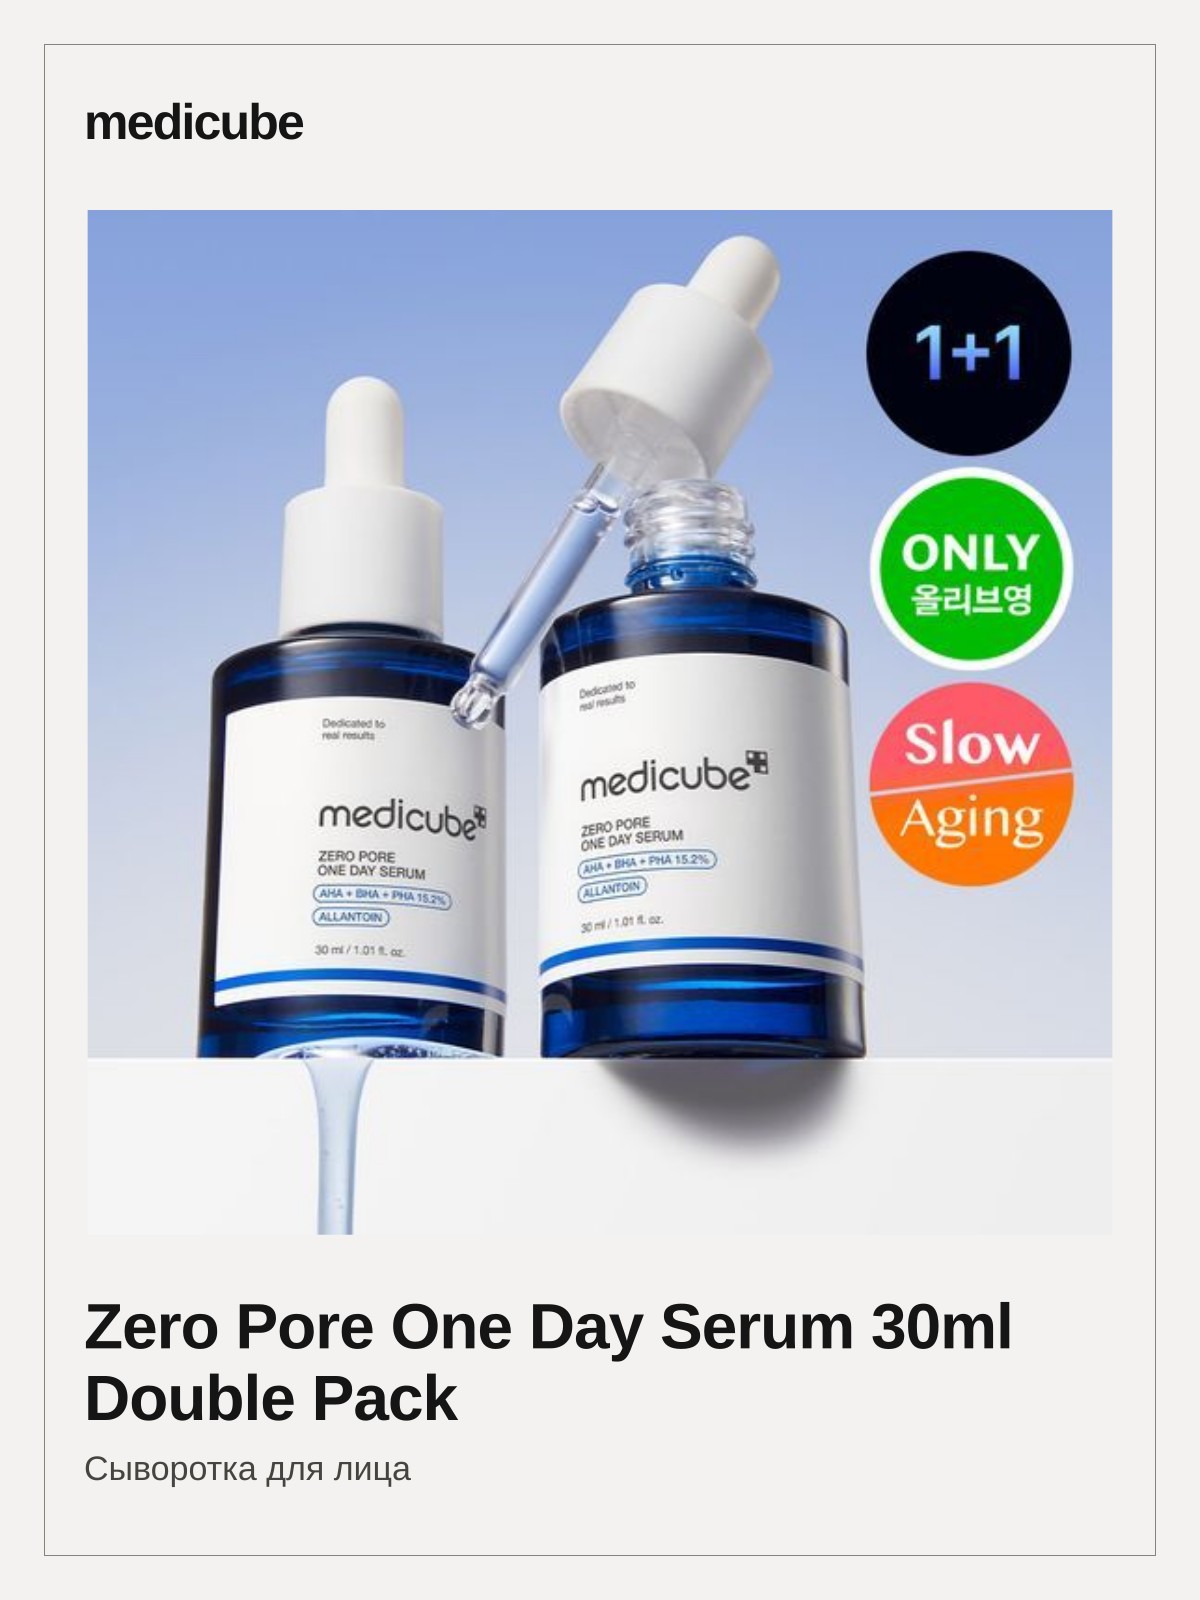 medicube
1+1
ONLY
올리브영
Slow
Aging
Dedicated to
real results
medicube
ZERO PORE
ONE DAY SERUM
AHA + BHA + PHA 15.2%
ALLANTOIN
30 ml / 1.01 fl. oz.
Dedicated to
real results
medicube
ZERO PORE
ONE DAY SERUM
AHA + BHA + PHA 15.2%
ALLANTOIN
30 ml / 1.01 fl. oz.
Zero Pore One Day Serum 30ml
Double Pack
Сыворотка для лица